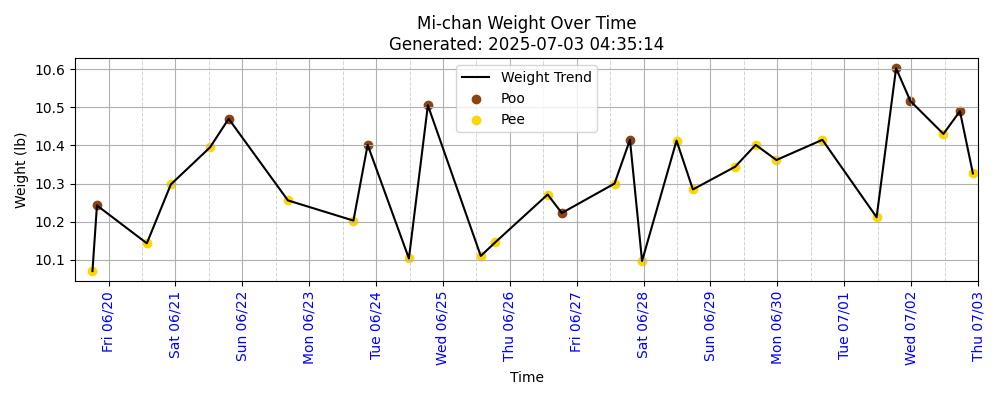 Mi-chan Weight Over Time
Generated: 2025-07-03 04:35:14
Weight Trend
Poo
Pee
Weight (lb)
10.6
10.5
10.4
10.3
10.2
10.1
Fri 06/20
Sat 06/21
Sun 06/22
Mon 06/23
Tue 06/24
Wed 06/25
Thu 06/26
Fri 06/27
Sat 06/28
Sun 06/29
Mon 06/30
Tue 07/01
Wed 07/02
Thu 07/03
Time